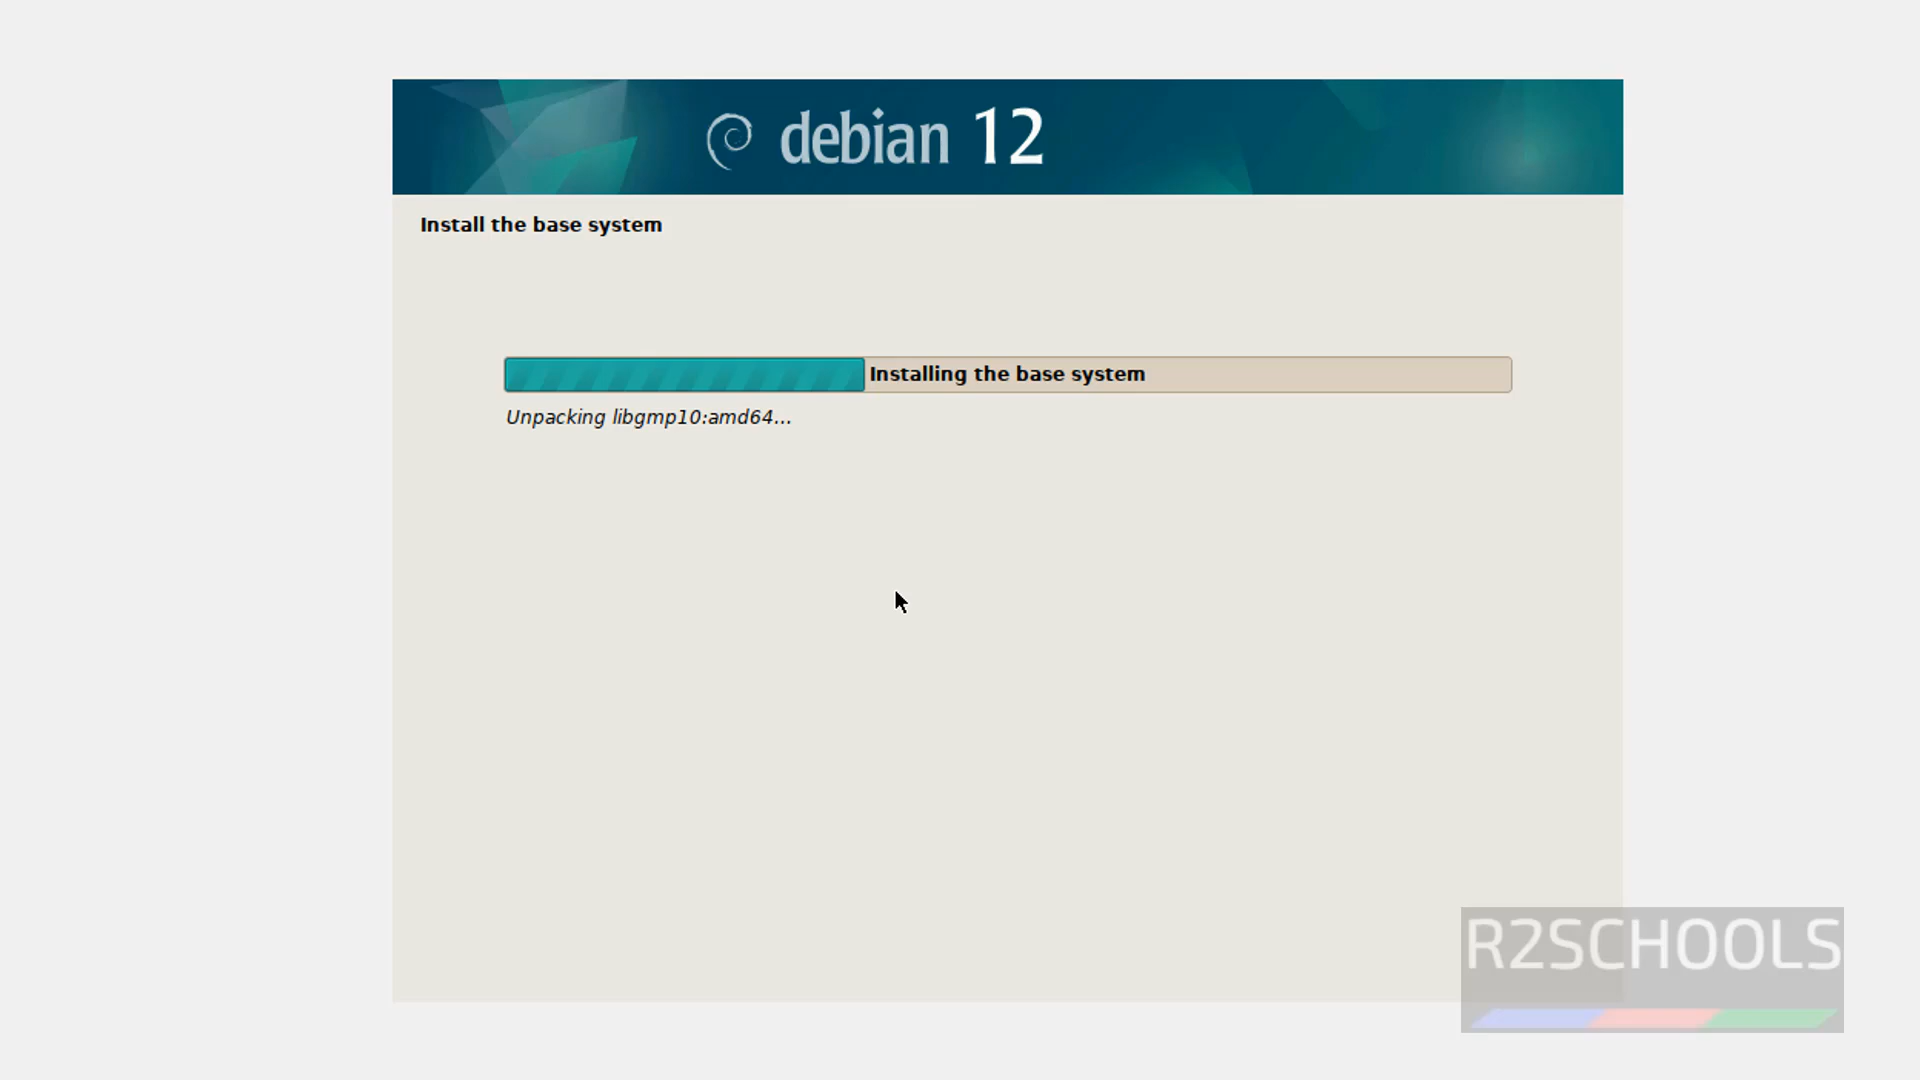 debian 12
Install the base system
Installing the base system
Unpacking libgmp10:amd64...
R2SCHOOLS